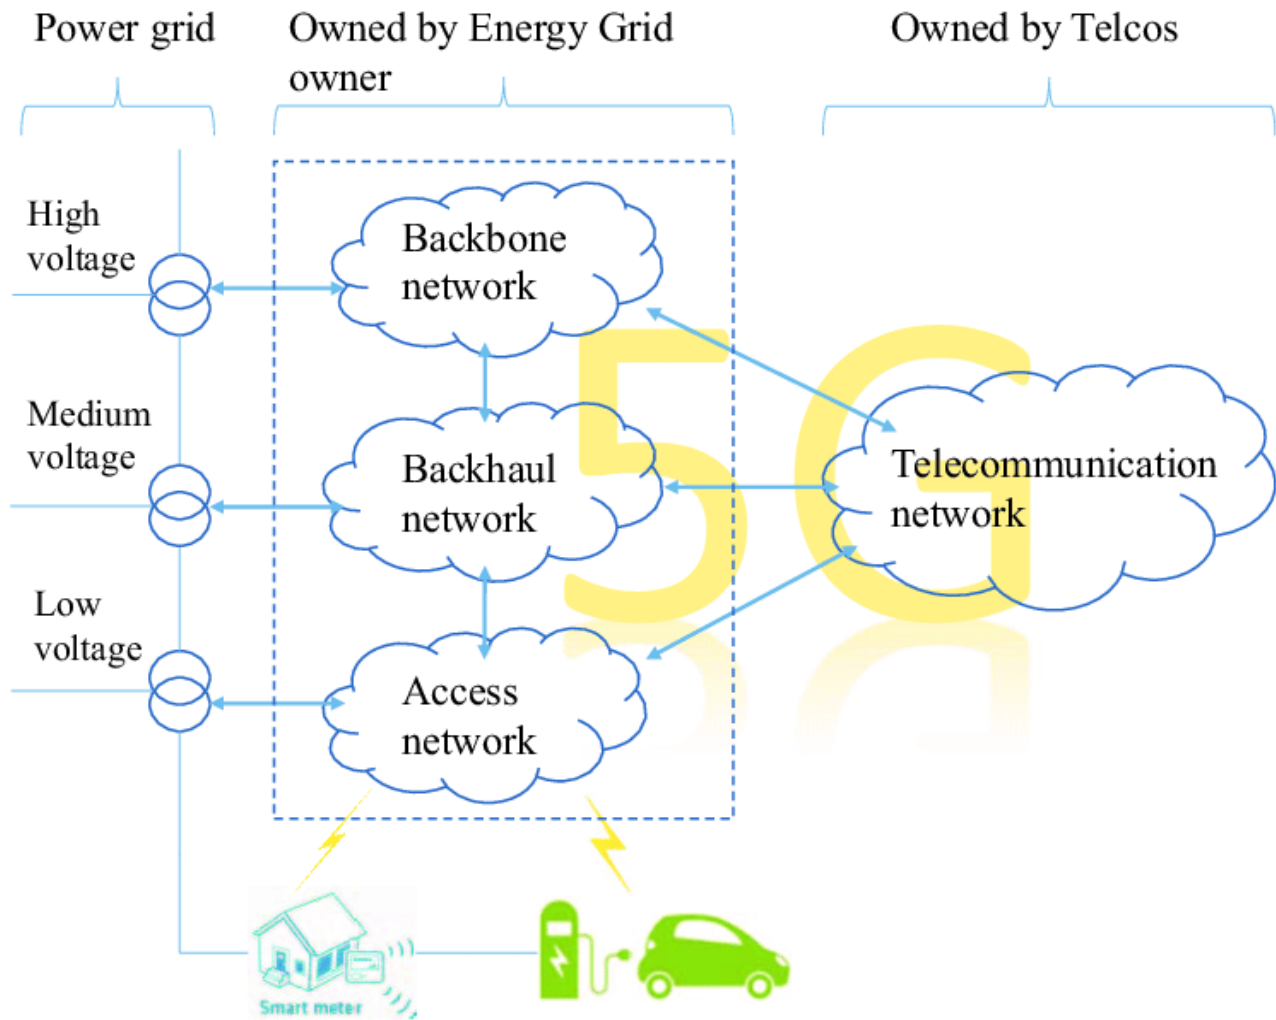 Power grid
Owned by Energy Grid
owner
Owned by Telcos
High
voltage
Backbone
network
Medium
voltage
Backhaul
network
5G
Telecommunication
network
Low
voltage
Access
network
Smart meter